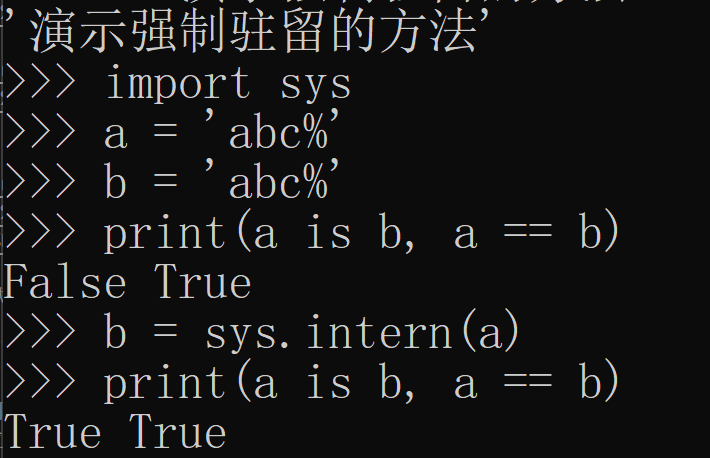 '演示强制驻留的方法'
>>> import sys
>>> a = 'abc%'
>>> b = 'abc%'
>>> print(a is b, a == b)
False True
>>> b = sys.intern(a)
>>> print(a is b, a == b)
True True